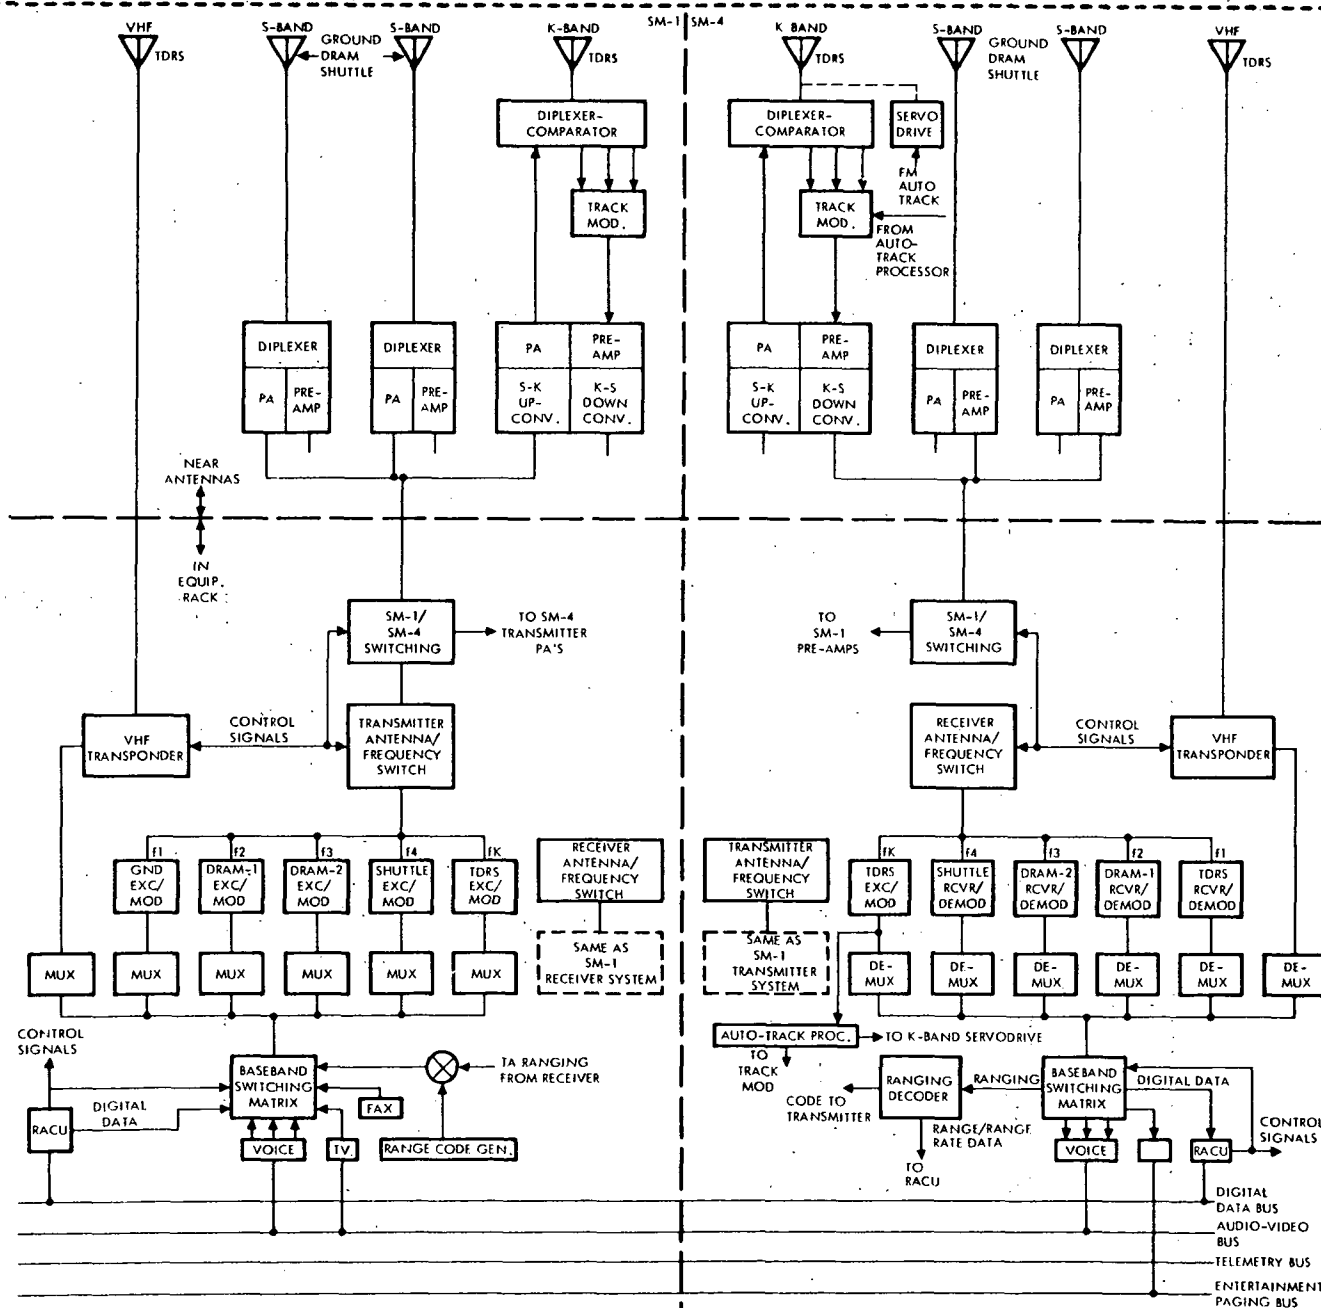 SM-1 SM-4
VHF
TDRS
S-BAND
GROUND
DRAM
SHUTTLE
S-BAND
K-BAND
TDRS
K BAND
TDRS
S-BAND
GROUND
DRAM
SHUTTLE
S-BAND
VHF
TDRS
DIPLEXER-
COMPARATOR
DIPLEXER-
COMPARATOR
SERVO
DRIVE
FM
AUTO
TRACK
TRACK
MOD.
TRACK
MOD.
FROM
AUTO-
TRACK
PROCESSOR
DIPLEXER
PA
PRE-
AMP
DIPLEXER
PA
PRE-
AMP
PA
PRE-
AMP
S-K
UP-
CONV.
K-S
DOWN
CONV.
PA
PRE-
AMP
S-K
UP-
CONV.
K-S
DOWN
CONV.
DIPLEXER
PA
PRE-
AMP
DIPLEXER
PA
PRE-
AMP
NEAR
ANTENNAS
IN
EQUIP.
RACK
SM-1/
SM-4
SWITCHING
TO SM-4
TRANSMITTER
PA'S
TO
SM-1
PRE-AMPS
SM-1/
SM-4
SWITCHING
VHF
TRANSPONDER
CONTROL
SIGNALS
TRANSMITTER
ANTENNA/
FREQUENCY
SWITCH
RECEIVER
ANTENNA/
FREQUENCY
SWITCH
CONTROL
SIGNALS
VHF
TRANSPONDER
f1
GND
EXC/
MOD
f2
DRAM-1
EXC/
MOD
f3
DRAM-2
EXC/
MOD
f4
SHUTTLE
EXC/
MOD
fK
TDRS
EXC/
MOD
RECEIVER
ANTENNA/
FREQUENCY
SWITCH
TRANSMITTER
ANTENNA/
FREQUENCY
SWITCH
fK
TDRS
EXC/
MOD
f4
SHUTTLE
RCVR/
DEMOD
f3
DRAM-2
RCVR/
DEMOD
f2
DRAM-1
RCVR/
DEMOD
f1
TDRS
RCVR/
DEMOD
MUX
MUX
MUX
MUX
MUX
MUX
SAME AS
SM-1
RECEIVER SYSTEM
SAME AS
SM-1
TRANSMITTER
SYSTEM
DE-
MUX
DE-
MUX
DE-
MUX
DE-
MUX
DE-
MUX
DE-
MUX
CONTROL
SIGNALS
AUTO-TRACK PROC.
TO K-BAND SERVODRIVE
TO
TRACK
MOD
BASEBAND
SWITCHING
MATRIX
TA RANGING
FROM RECEIVER
FAX
RACU
DIGITAL
DATA
VOICE
TV.
RANGE CODE GEN.
CODE TO
TRANSMITTER
RANGING
DECODER
RANGING
BASEBAND
SWITCHING
MATRIX
DIGITAL DATA
RANGE/RANGE
RATE DATA
TO
RACU
VOICE
RACU
CONTROL
SIGNALS
DIGITAL
DATA BUS
AUDIO-VIDEO
BUS
TELEMETRY BUS
ENTERTAINMENT
PAGING BUS